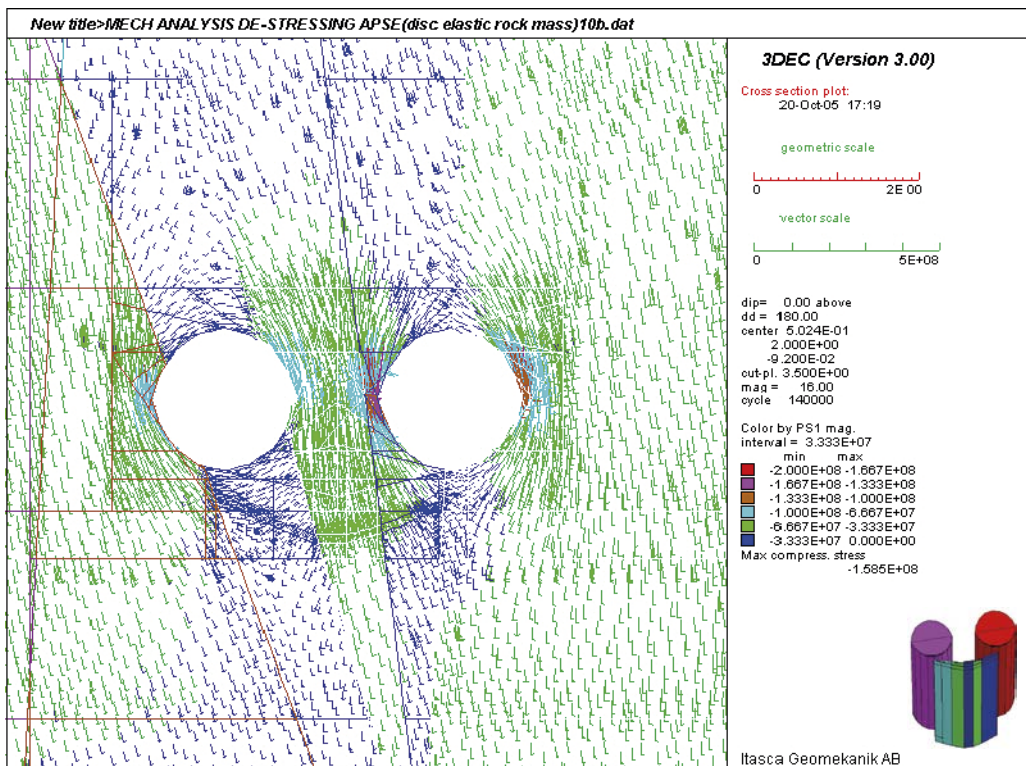 New title>MECH ANALYSIS DE-STRESSING APSE(disc elastic rock mass)10b.dat
3DEC (Version 3.00)
Cross section plot:
20-Oct-05 17:19
geometric scale
0 2E 00
vector scale
0 5E+08
dip= 0.00 above
dd = 180.00
center 5.024E-01
2.000E+00
-9.200E-02
cut-pl. 3.500E+00
mag = 16.00
cycle 140000
Color by PS1 mag.
interval = 3.333E+07
min max
-2.000E+08 -1.667E+08
-1.667E+08 -1.333E+08
-1.333E+08 -1.000E+08
-1.000E+08 -6.667E+07
-6.667E+07 -3.333E+07
-3.333E+07 0.000E+00
Max compress. stress
-1.585E+08
Itasca Geomekanik AB